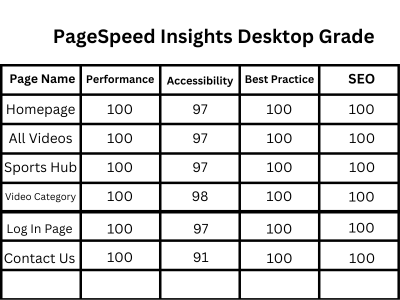 PageSpeed Insights Desktop Grade
Page Name Performance Accessibility Best Practice SEO
Homepage 100 97 100 100
All Videos 100 97 100 100
Sports Hub 100 97 100 100
Video Category 100 98 100 100
Log In Page 100 97 100 100
Contact Us 100 91 100 100